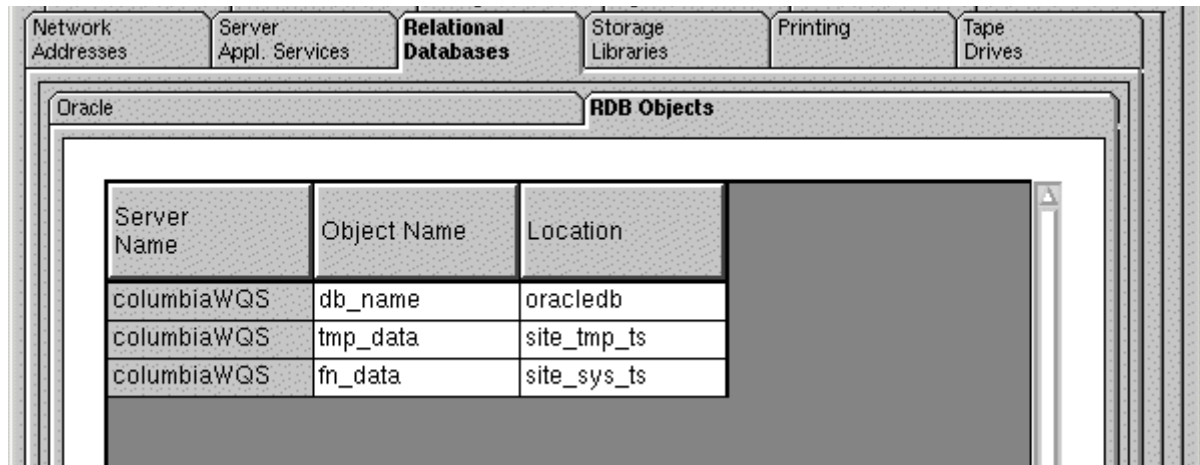 Network Addresses
Server Appl. Services
Relational Databases
Storage Libraries
Printing
Tape Drives
Oracle
RDB Objects
Server Name
Object Name
Location
columbiaWQS db_name oracledb
columbiaWQS tmp_data site_tmp_ts
columbiaWQS fn_data site_sys_ts